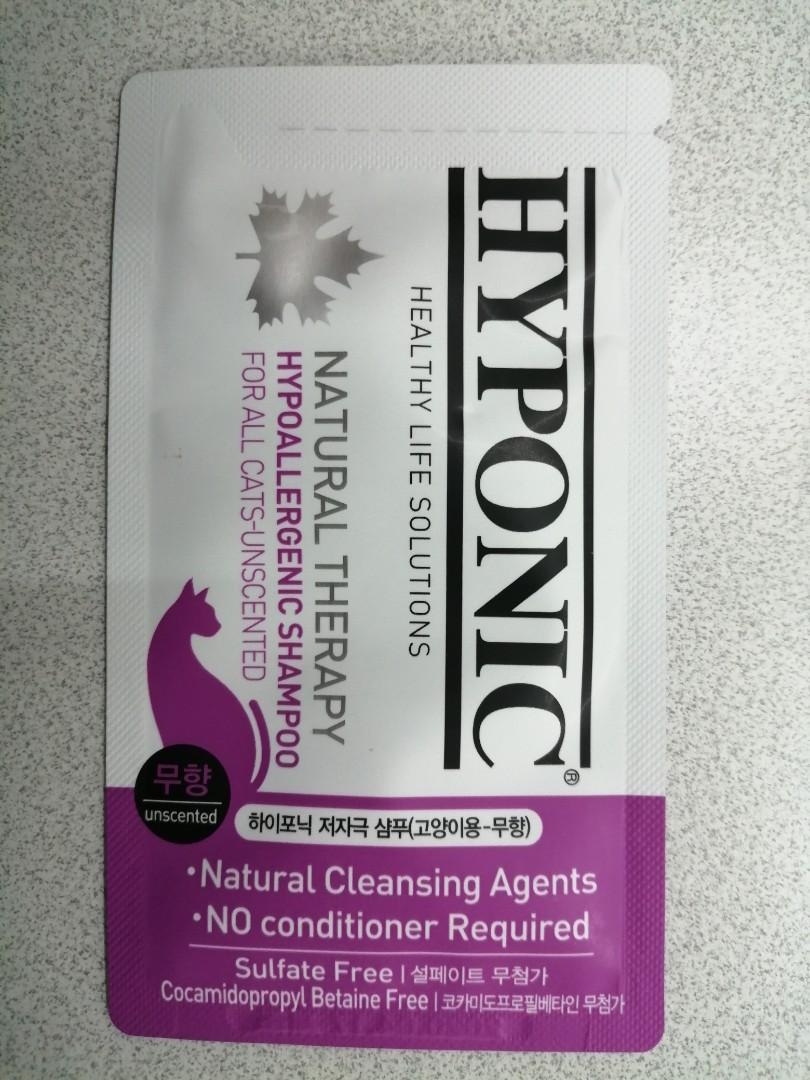 HYPONIC®
HEALTHY LIFE SOLUTIONS
NATURAL THERAPY
HYPOALLERGENIC SHAMPOO
FOR ALL CATS-UNSCENTED
무향
unscented
하이포닉 저자극 샴푸(고양이용-무향)
•Natural Cleansing Agents
•NO conditioner Required
Sulfate Free | 설페이트 무첨가
Cocamidopropyl Betaine Free | 코카미도프로필베타인 무첨가